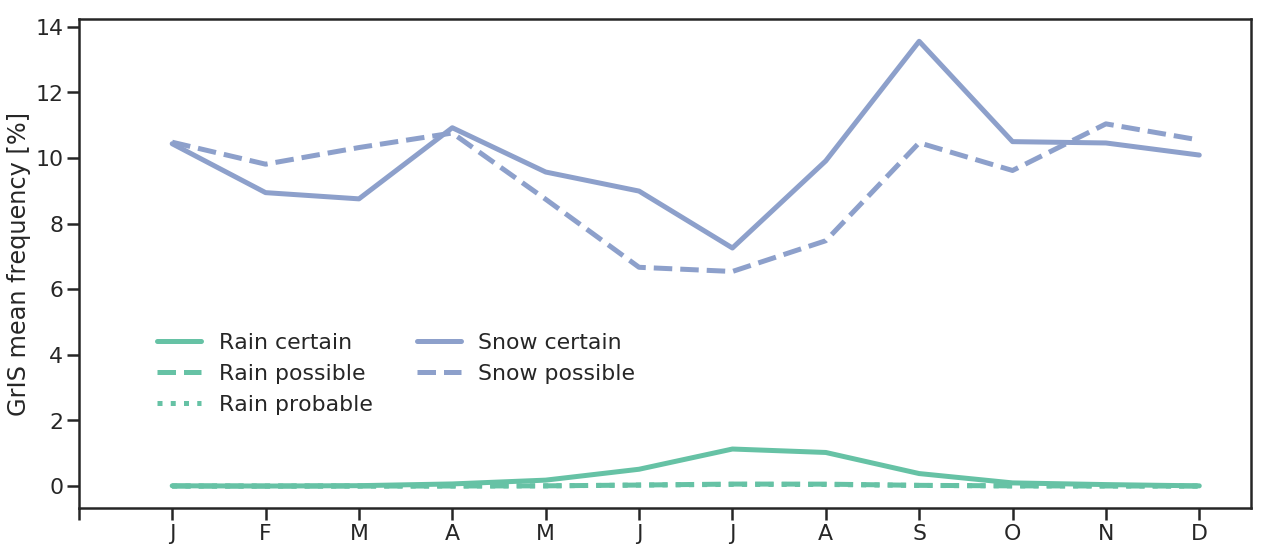 GrIS mean frequency [%]
14
12
10
8
6
4
2
0
Rain certain
Rain possible
Rain probable
Snow certain
Snow possible
J F M A M J J A S O N D